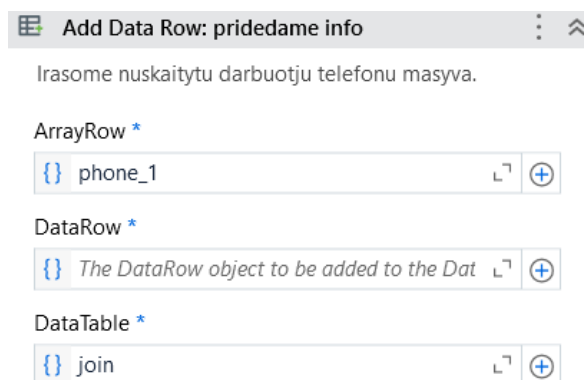 Add Data Row: pridedame info
Irasome nuskaitytu darbuotju telefonu masyva.
ArrayRow *
{} phone_1
DataRow *
{} The DataRow object to be added to the Dat
DataTable *
{} join